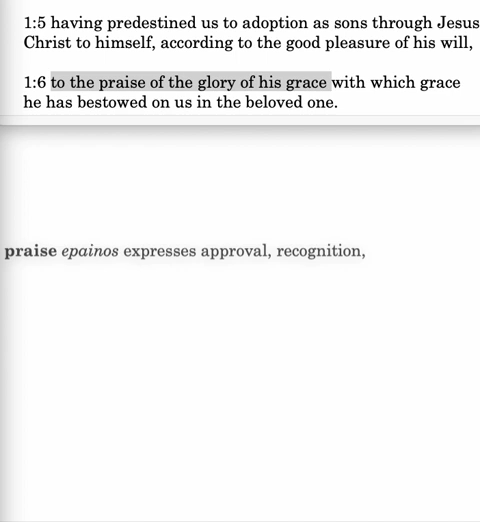 1:5 having predestined us to adoption as sons through Jesus
Christ to himself, according to the good pleasure of his will,
1:6 to the praise of the glory of his grace with which grace
he has bestowed on us in the beloved one.
praise epainos expresses approval, recognition,